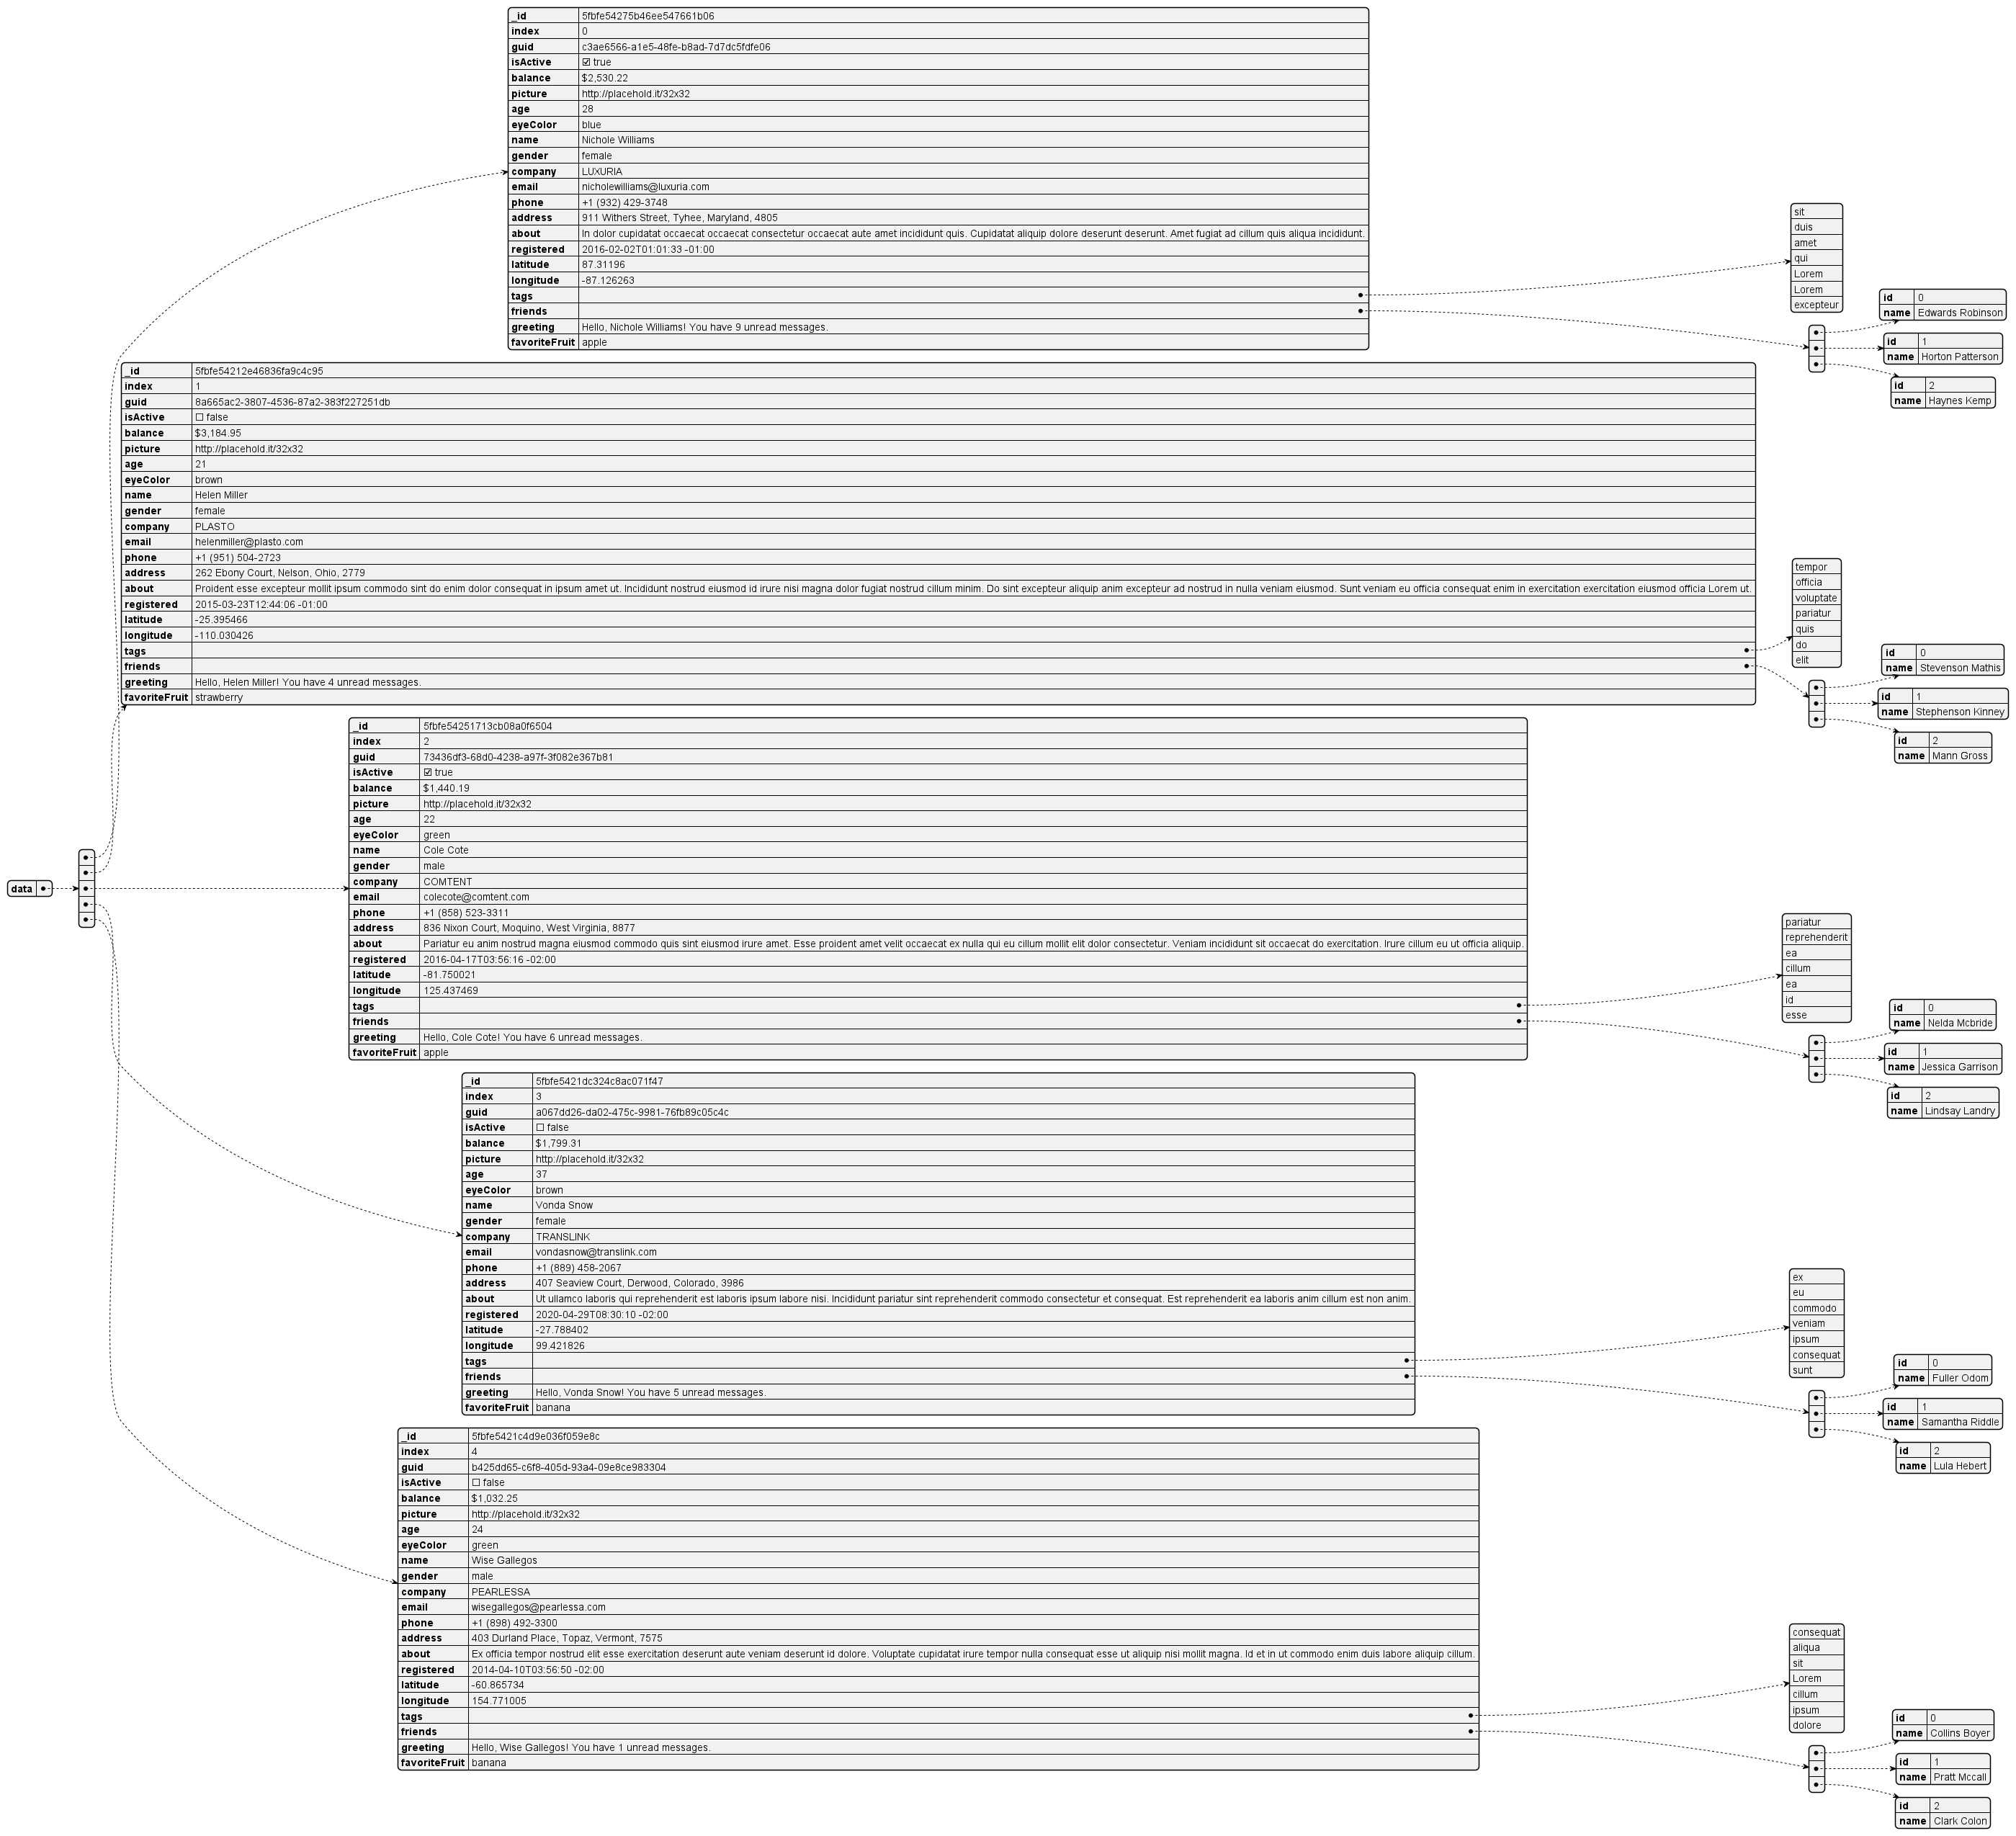 data
_id 5fbfe54275b46ee547661b06
index 0
guid c3ae6566-a1e5-48fe-b8ad-7d7dc5fdfe06
isActive ☑ true
balance $2,530.22
picture http://placehold.it/32x32
age 28
eyeColor blue
name Nichole Williams
gender female
company LUXURIA
email nicholewilliams@luxuria.com
phone +1 (932) 429-3748
address 911 Withers Street, Tyhee, Maryland, 4805
about In dolor cupidatat occaecat occaecat consectetur occaecat aute amet incididunt quis. Cupidatat aliquip dolore deserunt deserunt. Amet fugiat ad cillum quis aliqua incididunt.
registered 2016-02-02T01:01:33 -01:00
latitude 87.31196
longitude -87.126263
tags
friends
greeting Hello, Nichole Williams! You have 9 unread messages.
favoriteFruit apple
sit
duis
amet
qui
Lorem
Lorem
excepteur
id 0
name Edwards Robinson
id 1
name Horton Patterson
id 2
name Haynes Kemp
_id 5fbfe54212e46836fa9c4c95
index 1
guid 8a665ac2-3807-4536-87a2-383f227251db
isActive ☐ false
balance $3,184.95
picture http://placehold.it/32x32
age 21
eyeColor brown
name Helen Miller
gender female
company PLASTO
email helenmiller@plasto.com
phone +1 (951) 504-2723
address 262 Ebony Court, Nelson, Ohio, 2779
about Proident esse excepteur mollit ipsum commodo sint do enim dolor consequat in ipsum amet ut. Incididunt nostrud eiusmod id irure nisi magna dolor fugiat nostrud cillum minim. Do sint excepteur aliquip anim excepteur ad nostrud in nulla veniam eiusmod. Sunt veniam eu officia consequat enim in exercitation exercitation eiusmod officia Lorem ut.
registered 2015-03-23T12:44:06 -01:00
latitude -25.395466
longitude -110.030426
tags
friends
greeting Hello, Helen Miller! You have 4 unread messages.
favoriteFruit strawberry
tempor
officia
voluptate
pariatur
quis
do
elit
id 0
name Stevenson Mathis
id 1
name Stephenson Kinney
id 2
name Mann Gross
_id 5fbfe54251713cb08a0f6504
index 2
guid 73436df3-68d0-4238-a97f-3f082e367b81
isActive ☑ true
balance $1,440.19
picture http://placehold.it/32x32
age 22
eyeColor green
name Cole Cote
gender male
company COMTENT
email colecote@comtent.com
phone +1 (858) 523-3311
address 836 Nixon Court, Moquino, West Virginia, 8877
about Pariatur eu anim nostrud magna eiusmod commodo quis sint eiusmod irure amet. Esse proident amet velit occaecat ex nulla qui eu cillum mollit elit dolor consectetur. Veniam incididunt sit occaecat do exercitation. Irure cillum eu ut officia aliquip.
registered 2016-04-17T03:56:16 -02:00
latitude -81.750021
longitude 125.437469
tags
friends
greeting Hello, Cole Cote! You have 6 unread messages.
favoriteFruit apple
pariatur
reprehenderit
ea
cillum
ea
id
esse
id 0
name Nelda Mcbride
id 1
name Jessica Garrison
id 2
name Lindsay Landry
_id 5fbfe5421dc324c8ac071f47
index 3
guid a067dd26-da02-475c-9981-76fb89c05c4c
isActive ☐ false
balance $1,799.31
picture http://placehold.it/32x32
age 37
eyeColor brown
name Vonda Snow
gender female
company TRANSLINK
email vondasnow@translink.com
phone +1 (889) 458-2067
address 407 Seaview Court, Derwood, Colorado, 3986
about Ut ullamco laboris qui reprehenderit est laboris ipsum labore nisi. Incididunt pariatur sint reprehenderit commodo consectetur et consequat. Est reprehenderit ea laboris anim cillum est non anim.
registered 2020-04-29T08:30:10 -02:00
latitude -27.788402
longitude 99.421826
tags
friends
greeting Hello, Vonda Snow! You have 5 unread messages.
favoriteFruit banana
ex
eu
commodo
veniam
ipsum
consequat
sunt
id 0
name Fuller Odom
id 1
name Samantha Riddle
id 2
name Lula Hebert
_id 5fbfe5421c4d9e036f059e8c
index 4
guid b425dd65-c6f8-405d-93a4-09e8ce983304
isActive ☐ false
balance $1,032.25
picture http://placehold.it/32x32
age 24
eyeColor green
name Wise Gallegos
gender male
company PEARLESSA
email wisegallegos@pearlessa.com
phone +1 (898) 492-3300
address 403 Durland Place, Topaz, Vermont, 7575
about Ex officia tempor nostrud elit esse exercitation deserunt aute veniam deserunt id dolore. Voluptate cupidatat irure tempor nulla consequat esse ut aliquip nisi mollit magna. Id et in ut commodo enim duis labore aliquip cillum.
registered 2014-04-10T03:56:50 -02:00
latitude -60.865734
longitude 154.771005
tags
friends
greeting Hello, Wise Gallegos! You have 1 unread messages.
favoriteFruit banana
consequat
aliqua
sit
Lorem
cillum
ipsum
dolore
id 0
name Collins Boyer
id 1
name Pratt Mccall
id 2
name Clark Colon